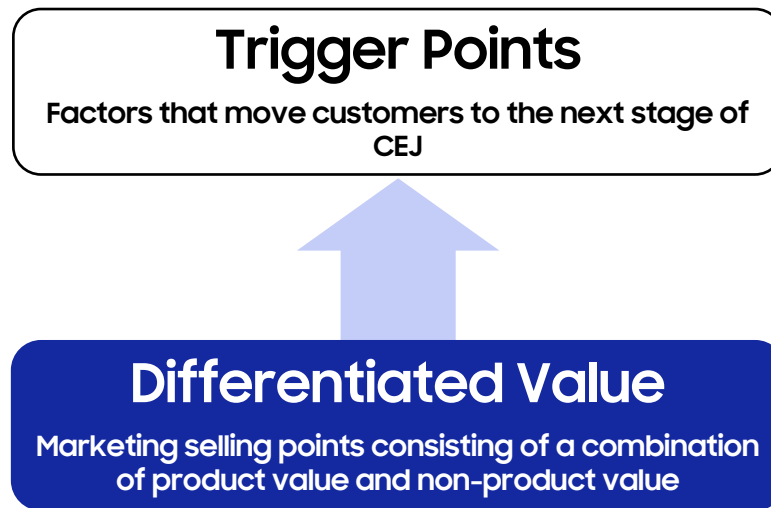 Trigger Points
Factors that move customers to the next stage of
CEJ
Differentiated Value
Marketing selling points consisting of a combination
of product value and non-product value